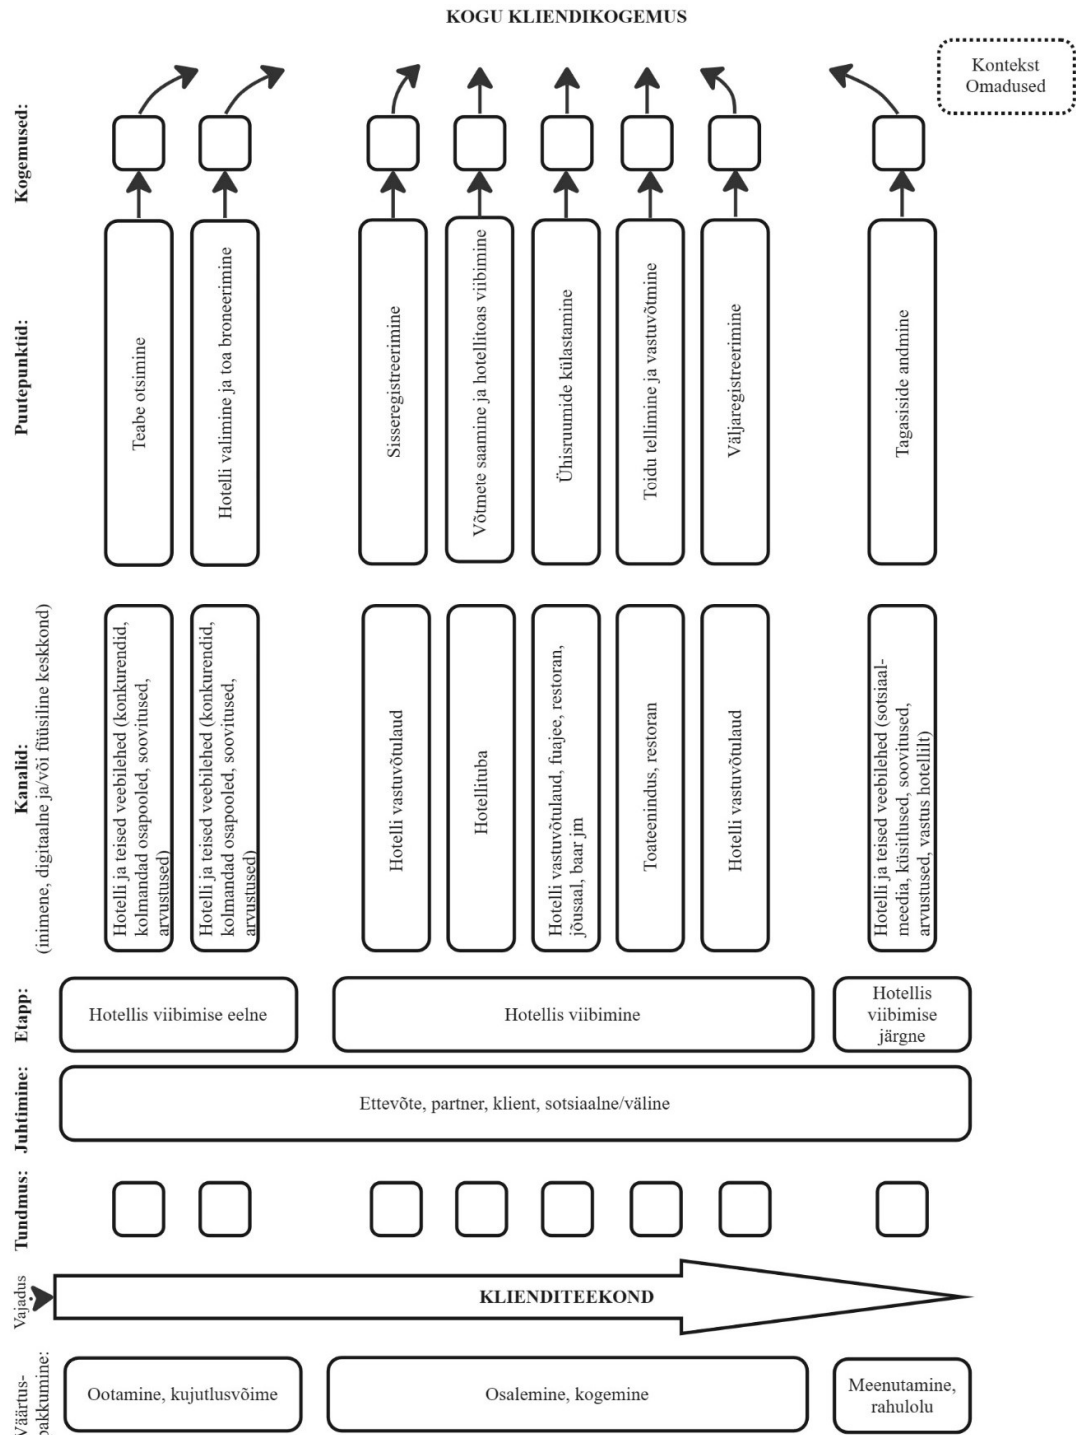 KOGU KLIENDIKOGEMUS
Kontekst
Omadused
Kogemused:
Puutepunktid:
Teabe otsimine
Hotelli valimine ja toa broneerimine
Sisseregistreerimine
Võtmete saamine ja hotellitoas viibimine
Ühisruumide külastamine
Toidu tellimine ja vastuvõtmine
Väljaregistreerimine
Tagasiside andmine
Kanalid:
(inimene, digitaalne ja/või füüsiline keskkond)
Hotelli ja teised veebilehed (konkurendid,
kolmandad osapooled, soovitused,
arvustused)
Hotelli ja teised veebilehed (konkurendid,
kolmandad osapooled, soovitused,
arvustused)
Hotelli vastuvõtulaud
Hotellituba
Hotelli vastuvõtulaud, fuajee, restoran,
jõusaal, baar jm
Toateenindus, restoran
Hotelli vastuvõtulaud
Hotelli ja teised veebilehed (sotsiaal-
meedia, küsitlused, soovitused,
arvustused, vastus hotellilt)
Etapp:
Hotellis viibimise eelne
Hotellis viibimine
Hotellis
viibimise
järgne
Juhtimine:
Ettevõte, partner, klient, sotsiaalne/väline
Tundmus:
Vajadus
KLIENDITEEKOND
Väärtus-
pakkumine:
Ootamine, kujutlusvõime
Osalemine, kogemine
Meenutamine,
rahulolu